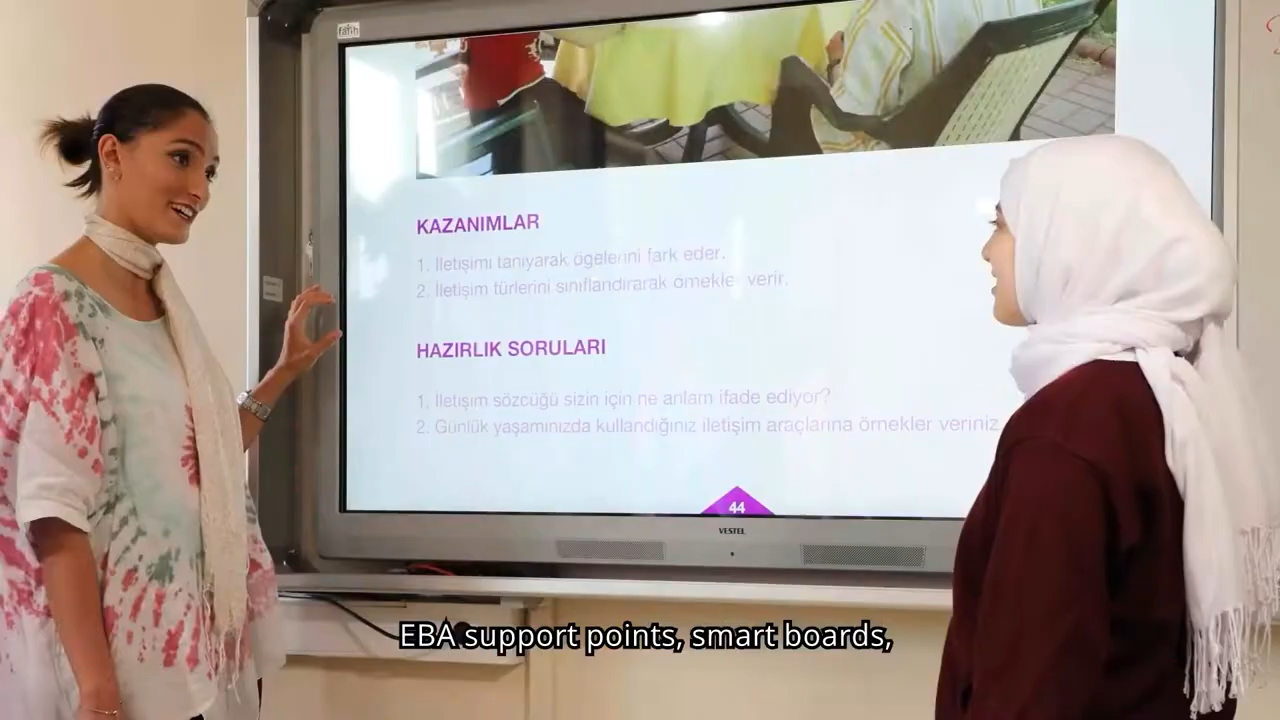 fatih
KAZANIMLAR
1. İletişimi tanıyarak ögelerini fark eder.
2. İletişim türlerini sınıflandırarak örnekle verir.
HAZIRLIK SORULARI
1. İletişim sözcüğü sizin için ne anlam ifade ediyor?
2. Günlük yaşamınızda kullandığınız iletişim araçlarına örnekler veriniz
44
VESTEL
EBA support points, smart boards,